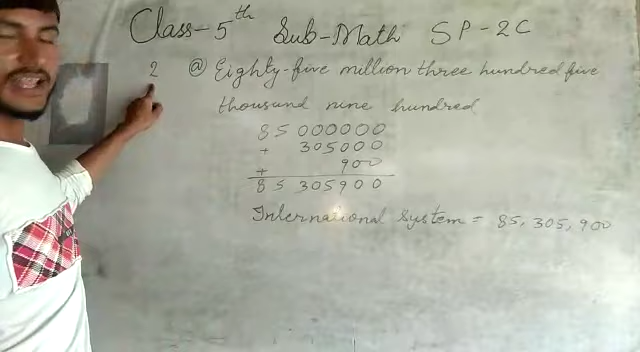 Class-5th Sub-Math SP-2C
2 @ Eighty-five million three hundred five
thousund nine hundred
85 000000
+ 305000
+ 900
85 305900
International system = 85,305,900